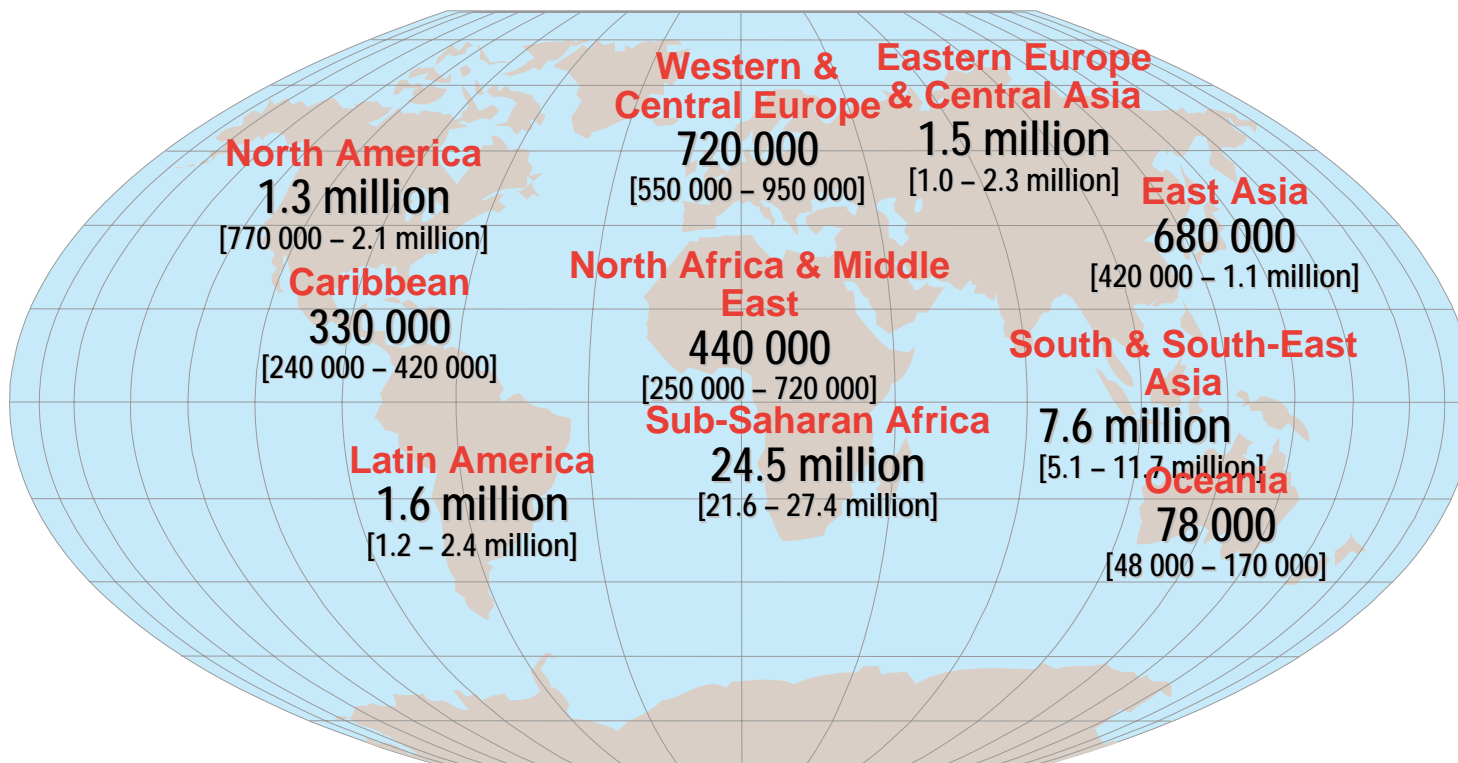 Western &
Central Europe
720 000
[550 000 – 950 000]
Eastern Europe
& Central Asia
1.5 million
[1.0 – 2.3 million]
North America
1.3 million
[770 000 – 2.1 million]
East Asia
680 000
[420 000 – 1.1 million]
Caribbean
330 000
[240 000 – 420 000]
North Africa & Middle
East
440 000
[250 000 – 720 000]
South & South-East
Asia
7.6 million
[5.1 – 11.7 million]
Sub-Saharan Africa
24.5 million
[21.6 – 27.4 million]
Latin America
1.6 million
[1.2 – 2.4 million]
Oceania
78 000
[48 000 – 170 000]